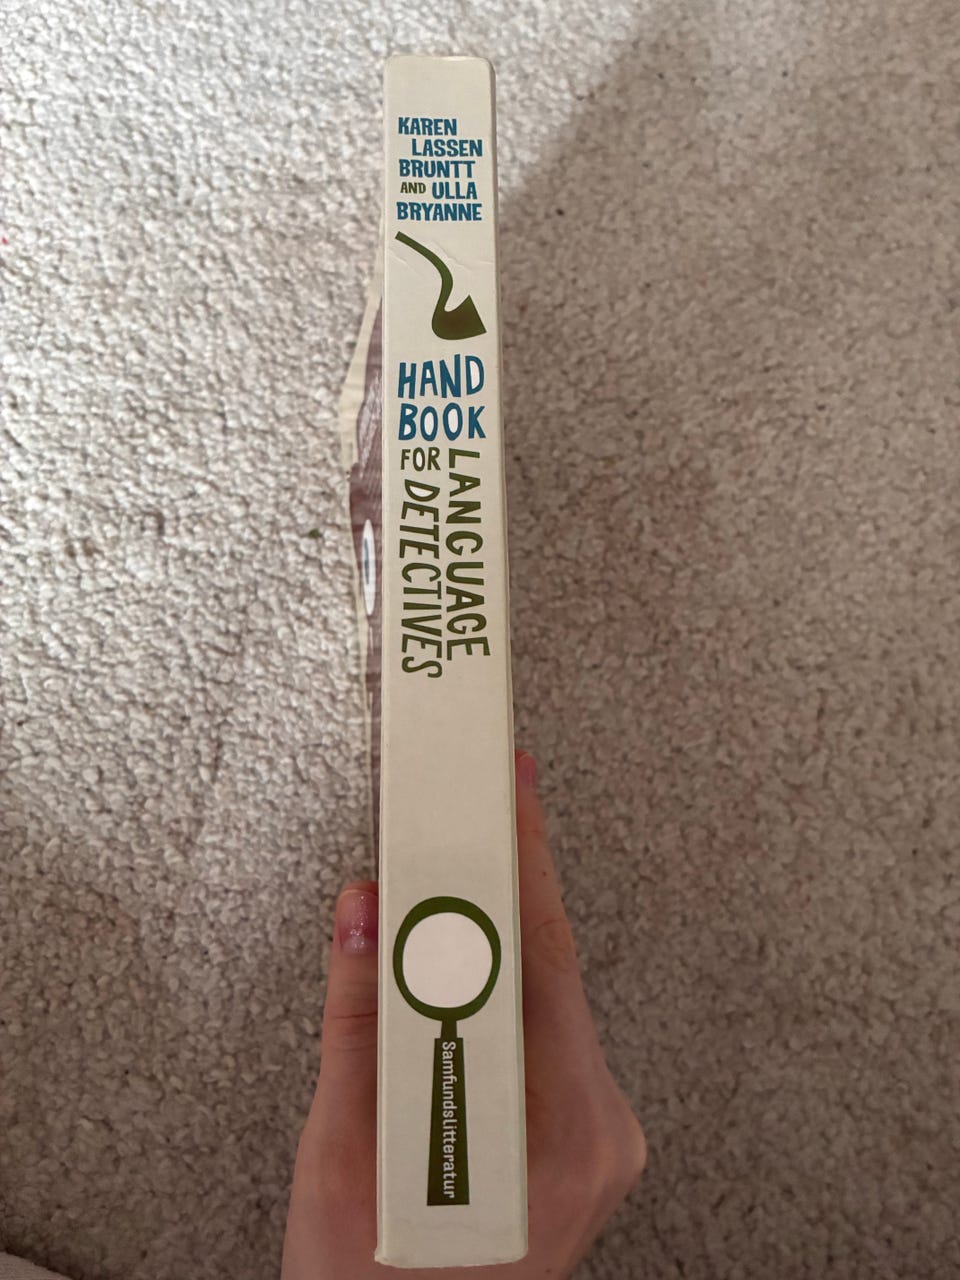 KAREN
LASSEN
BRUNTT
AND ULLA
BRYANNE
HAND
BOOK
FOR
LANGUAGE
DETECTIVES
Samfundslitteratur